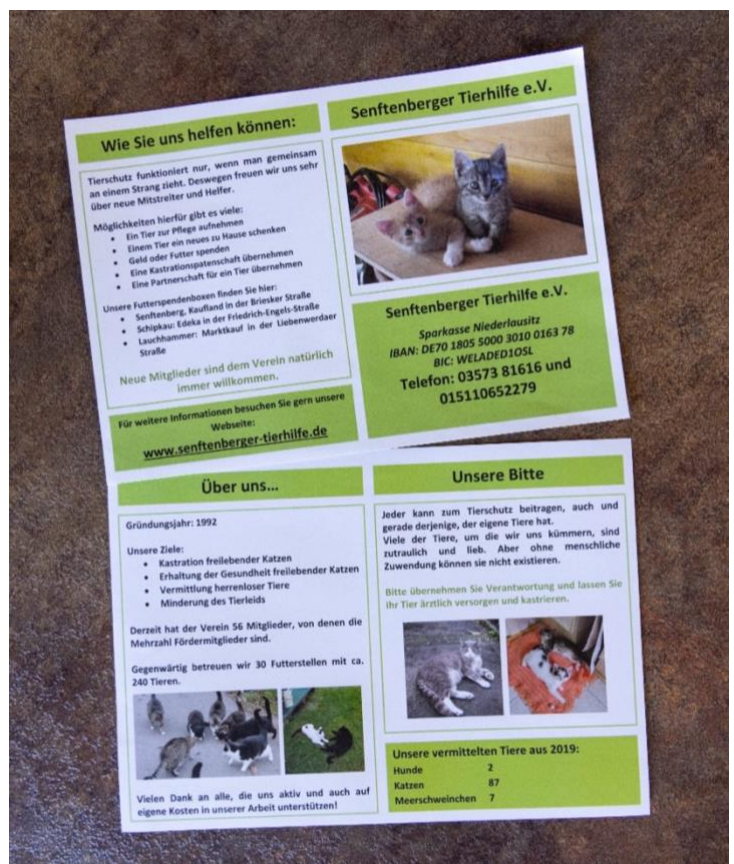 Wie Sie uns helfen können:
Tierschutz funktioniert nur, wenn man gemeinsam
an einem Strang zieht. Deswegen freuen wir uns sehr
über neue Mitstreiter und Helfer.
Möglichkeiten hierfür gibt es viele:
• Ein Tier zur Pflege aufnehmen
• Einem Tier ein neues zu Hause schenken
• Geld oder Futter spenden
• Eine Kastrationspatenschaft übernehmen
• Eine Partnerschaft für ein Tier übernehmen
Unsere Futterspendenboxen finden Sie hier:
• Senftenberg, Kaufland in der Briesker Straße
• Schipkau: Edeka in der Friedrich-Engels-Straße
• Lauchhammer: Marktkauf in der Liebenwerdaer
Straße
Neue Mitglieder sind dem Verein natürlich
immer willkommen.
Für weitere Informationen besuchen Sie gern unsere
Webseite:
www.senftenberger-tierhilfe.de
Senftenberger Tierhilfe e.V.
Senftenberger Tierhilfe e.V.
Sparkasse Niederlausitz
IBAN: DE70 1805 5000 3010 0163 78
BIC: WELADED1OSL
Telefon: 03573 81616 und
015110652279
Über uns...
Gründungsjahr: 1992
Unsere Ziele:
• Kastration freilebender Katzen
• Erhaltung der Gesundheit freilebender Katzen
• Vermittlung herrenloser Tiere
• Minderung des Tierleids
Derzeit hat der Verein 56 Mitglieder, von denen die
Mehrzahl Fördermitglieder sind.
Gegenwärtig betreuen wir 30 Futterstellen mit ca.
240 Tieren.
Vielen Dank an alle, die uns aktiv und auch auf
eigene Kosten in unserer Arbeit unterstützen!
Unsere Bitte
Jeder kann zum Tierschutz beitragen, auch und
gerade derjenige, der eigene Tiere hat.
Viele der Tiere, um die wir uns kümmern, sind
zutraulich und lieb. Aber ohne menschliche
Zuwendung können sie nicht existieren.
Bitte übernehmen Sie Verantwortung und lassen Sie
Ihr Tier ärztlich versorgen und kastrieren.
Unsere vermittelten Tiere aus 2019:
Hunde 2
Katzen 87
Meerschweinchen 7